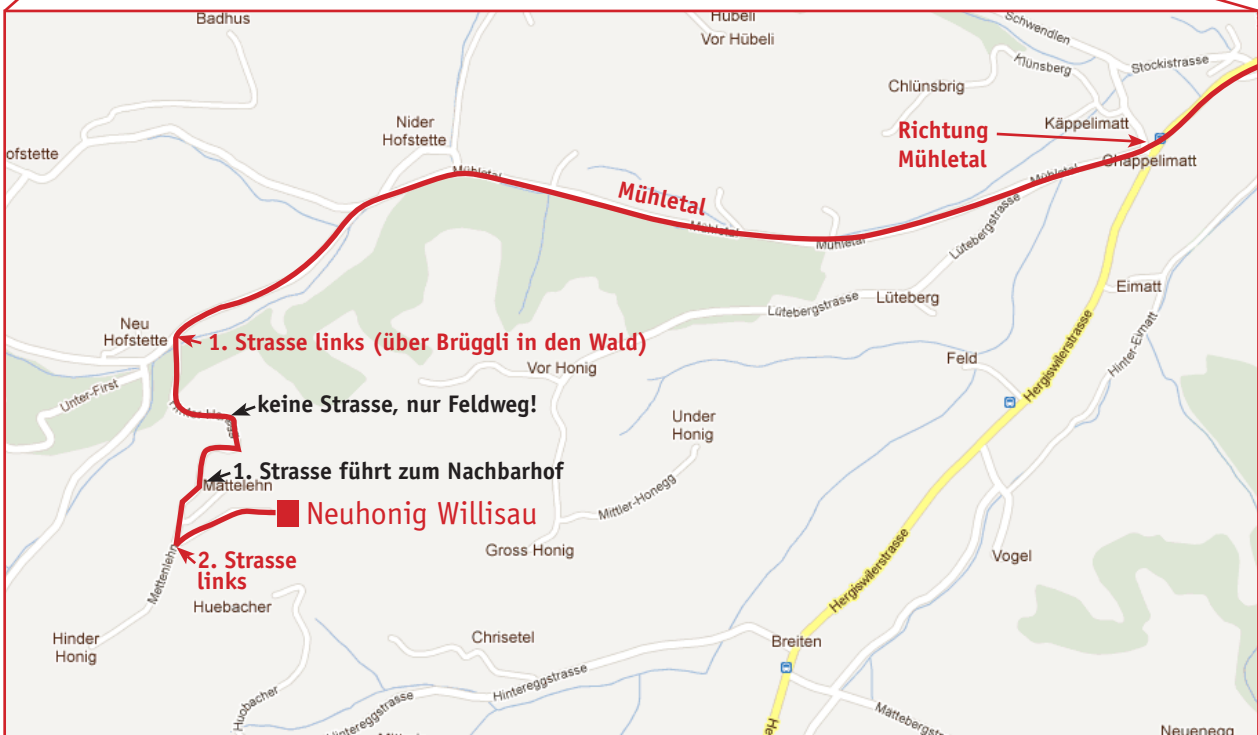 Badhus
Hubeli
Vor Hübeli
Schwendlen
Klünsberg
Stockistrasse
Chlünsbrig
Nider
Hofstette
Käppelimatt
Richtung
Mühletal
Chappelimatt
ofstette
Mühletal
Mühletal
Mühletal
Mühletal
Mühletal
Lütebergstrasse
Lütebergstrasse
Lüteberg
Eimatt
Neu
Hofstette
1. Strasse links (über Brüggli in den Wald)
Vor Honig
Feld
Hergiswilerstrasse
Hinter-Eimatt
Unter-First
keine Strasse, nur Feldweg!
Under
Honig
1. Strasse führt zum Nachbarhof
Mattelehn
Neuhonig Willisau
Mittler-Honegg
Gross Honig
Vogel
2. Strasse
links
Mettenlehn
Hergiswilerstrasse
Huebacher
Hinder
Honig
Chrisetel
Breiten
Hintereggstrasse
Huobacher
Hintereggstrasse
Mattebergstr
He
Neuenegg